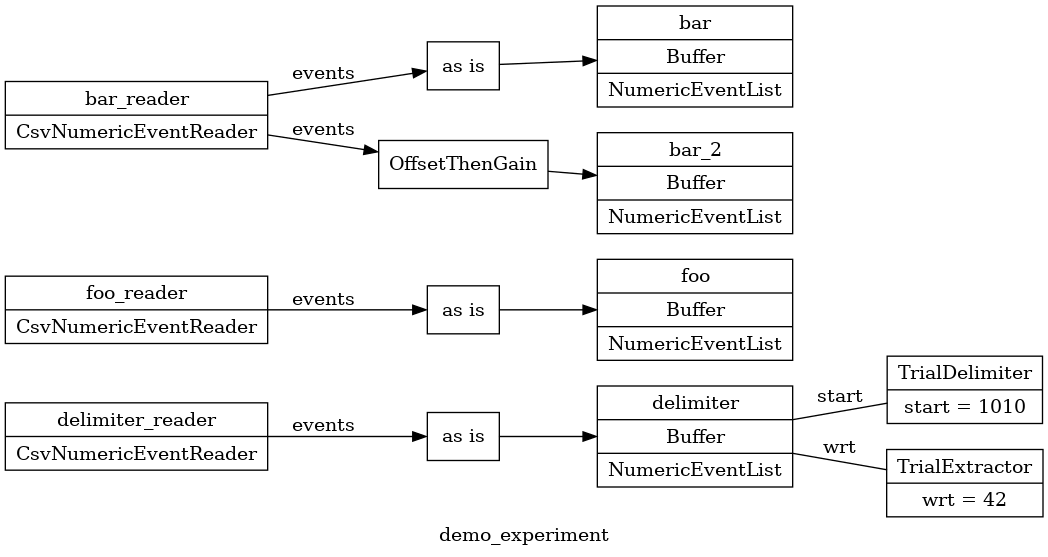 bar_reader
CsvNumericEventReader
events
as is
bar
Buffer
NumericEventList
events
OffsetThenGain
bar_2
Buffer
NumericEventList
foo_reader
CsvNumericEventReader
events
as is
foo
Buffer
NumericEventList
delimiter_reader
CsvNumericEventReader
events
as is
delimiter
Buffer
NumericEventList
start
TrialDelimiter
start = 1010
wrt
TrialExtractor
wrt = 42
demo_experiment